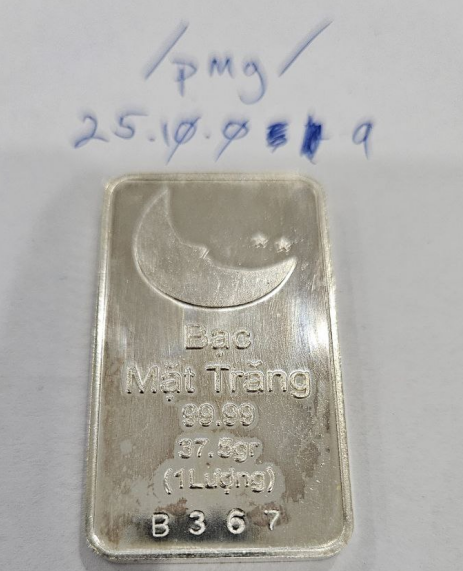 /pmg/
25.10.0 9
Bạc
Mặt Trăng
99.99
37.5gr
(1Lượng)
B367